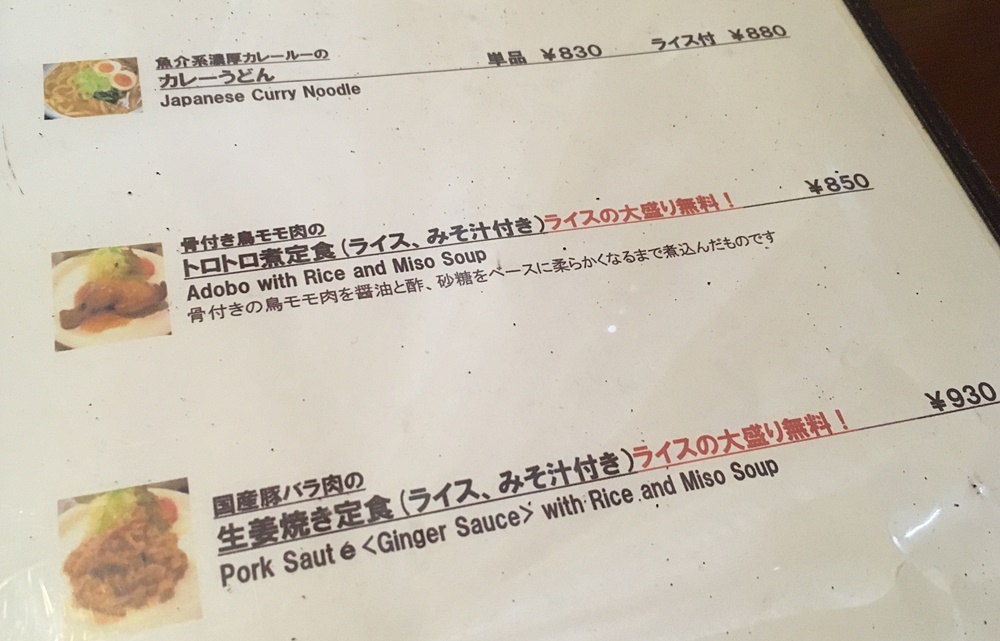 魚介系濃厚カレールーの
カレーうどん 単品 ¥830 ライス付 ¥880
Japanese Curry Noodle
骨付き鳥モモ肉の
トロトロ煮定食(ライス、みそ汁付き)ライスの大盛り無料! ¥850
Adobo with Rice and Miso Soup
骨付きの鳥モモ肉を醤油と酢、砂糖をベースに柔らかくなるまで煮込んだものです
国産豚バラ肉の
生姜焼き定食(ライス、みそ汁付き)ライスの大盛り無料! ¥930
Pork Sauté <Ginger Sauce> with Rice and Miso Soup